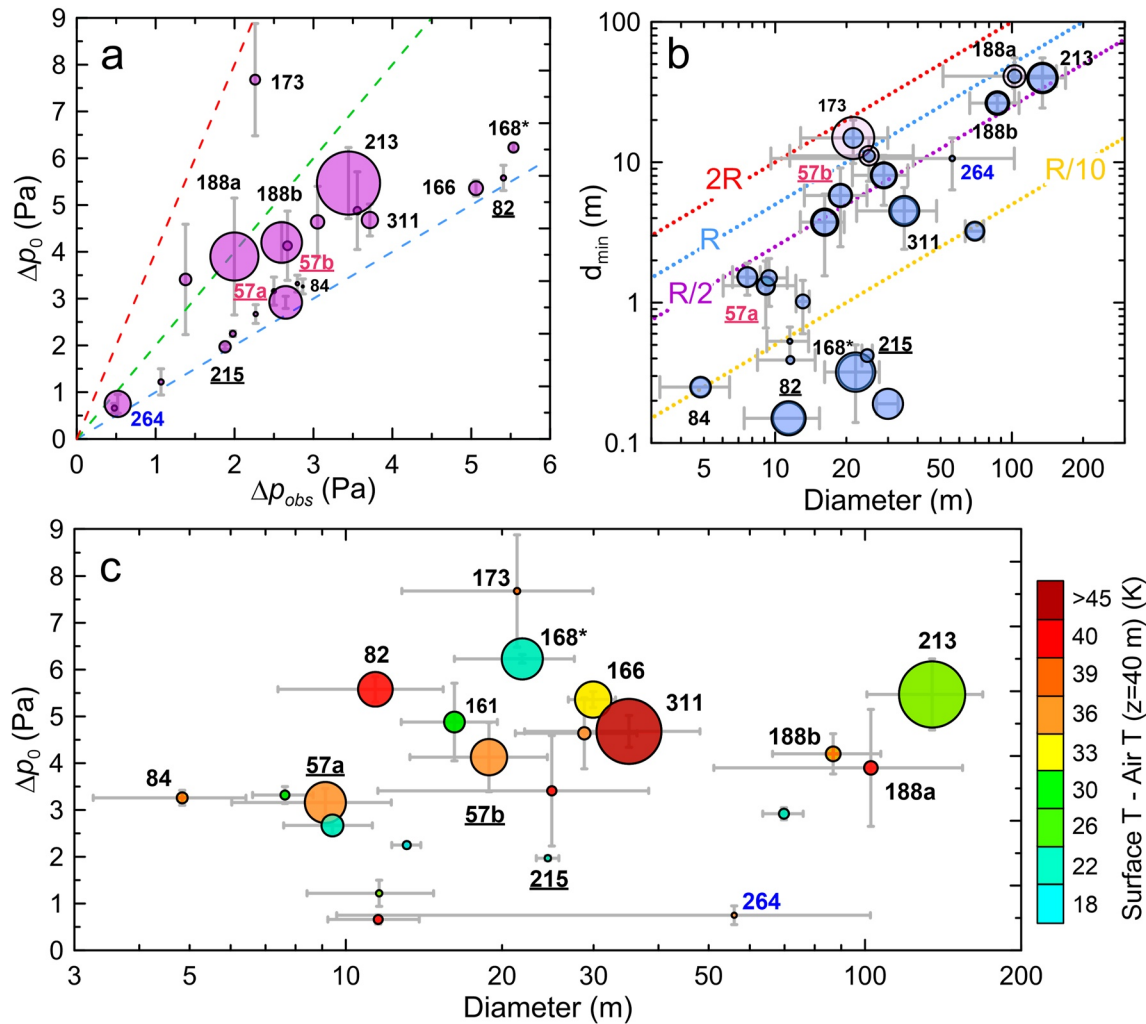 a
9
8
7
6
5
4
3
2
1
0
Δp0 (Pa)
173
213
168*
188a
188b
166
82
311
57b
57a
84
215
264
0 1 2 3 4 5 6
Δpobs (Pa)
b
100
10
1
0.1
dmin (m)
188a
213
173
188b
2R
57b
264
R/10
R
311
R/2
57a
168*
215
82
84
5 10 20 50 100 200
Diameter (m)
c
9
8
7
6
5
4
3
2
1
0
Δp0 (Pa)
173
168*
213
82
166
311
161
188b
84
57a
188a
57b
215
264
3 5 10 20 30 50 100 200
Diameter (m)
>45
40
39
36
33
30
26
22
18
Surface T - Air T (z=40 m) (K)